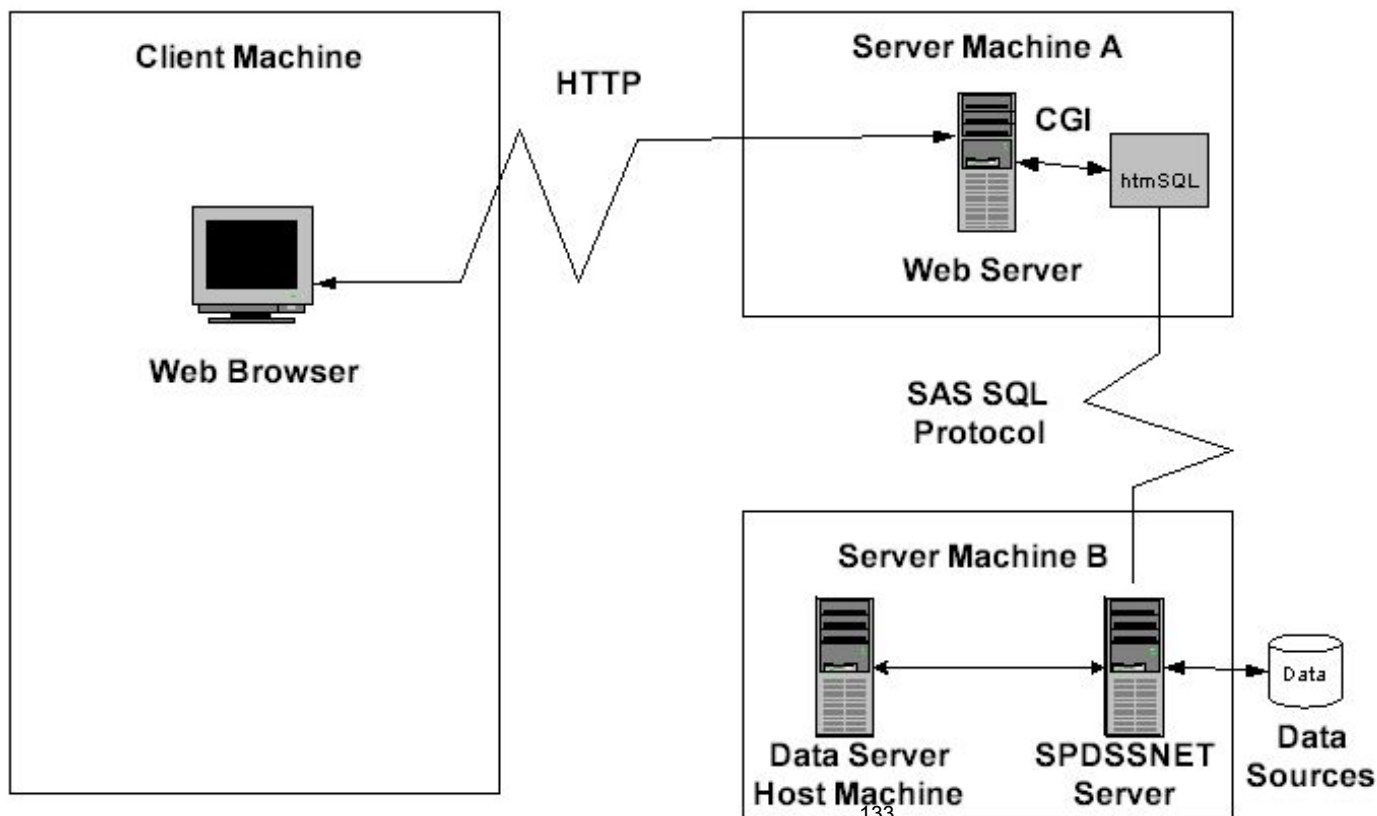 Client Machine
HTTP
Web Browser
Server Machine A
CGI
htmSQL
Web Server
SAS SQL
Protocol
Server Machine B
Data Server
Host Machine
SPDSSNET
Server
Data
Data
Sources
133